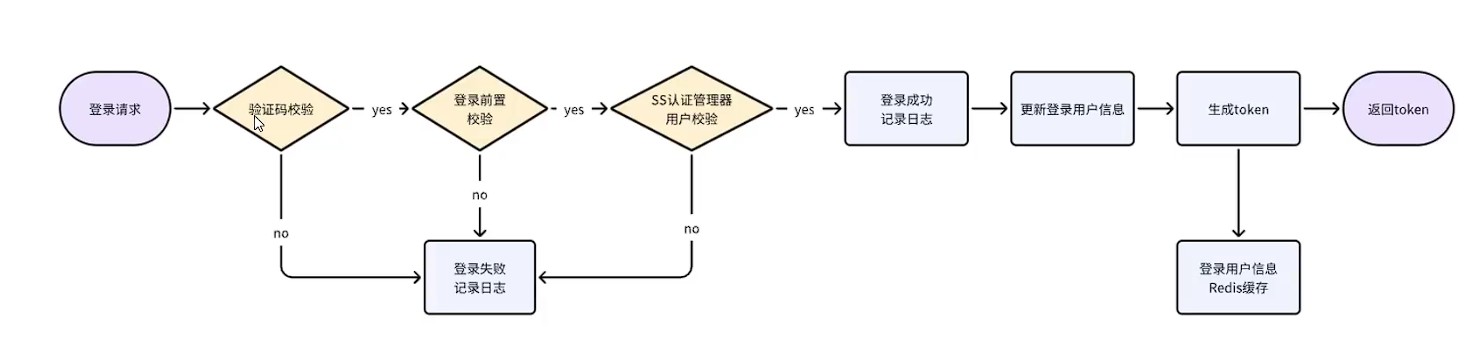 登录请求
验证码校验
yes
登录前置
校验
yes
SS认证管理器
用户校验
yes
登录成功
记录日志
更新登录用户信息
生成token
返回token
no
no
no
登录失败
记录日志
登录用户信息
Redis缓存